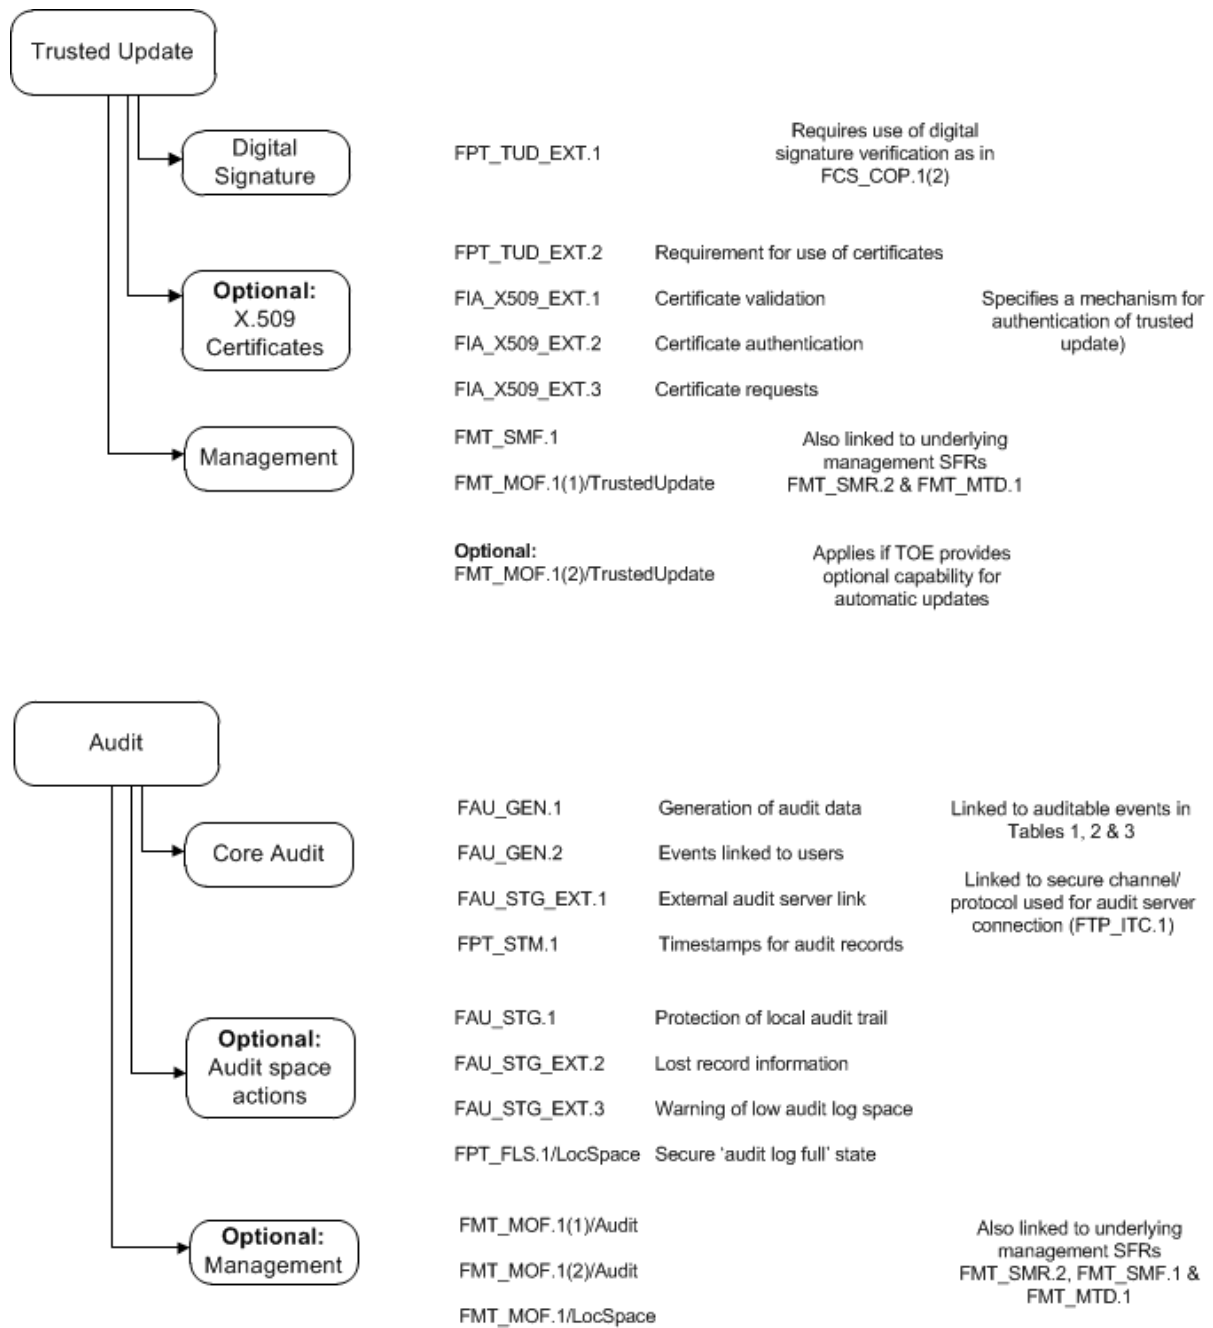 Trusted Update
Digital
Signature
FPT_TUD_EXT.1
Requires use of digital
signature verification as in
FCS_COP.1(2)
Optional:
X.509
Certificates
FPT_TUD_EXT.2 Requirement for use of certificates
FIA_X509_EXT.1 Certificate validation
FIA_X509_EXT.2 Certificate authentication
FIA_X509_EXT.3 Certificate requests
Specifies a mechanism for
authentication of trusted
update)
Management
FMT_SMF.1
FMT_MOF.1(1)/TrustedUpdate
Also linked to underlying
management SFRs
FMT_SMR.2 & FMT_MTD.1
Optional:
FMT_MOF.1(2)/TrustedUpdate
Applies if TOE provides
optional capability for
automatic updates
Audit
Core Audit
FAU_GEN.1 Generation of audit data
FAU_GEN.2 Events linked to users
FAU_STG_EXT.1 External audit server link
FPT_STM.1 Timestamps for audit records
Linked to auditable events in
Tables 1, 2 & 3
Linked to secure channel/
protocol used for audit server
connection (FTP_ITC.1)
Optional:
Audit space
actions
FAU_STG.1 Protection of local audit trail
FAU_STG_EXT.2 Lost record information
FAU_STG_EXT.3 Warning of low audit log space
FPT_FLS.1/LocSpace Secure ‘audit log full’ state
Optional:
Management
FMT_MOF.1(1)/Audit
FMT_MOF.1(2)/Audit
FMT_MOF.1/LocSpace
Also linked to underlying
management SFRs
FMT_SMR.2, FMT_SMF.1 &
FMT_MTD.1